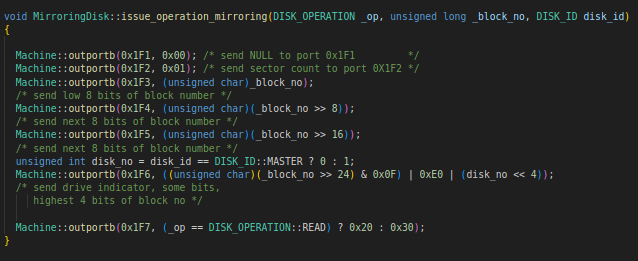 void MirroringDisk::issue_operation_mirroring(DISK_OPERATION _op, unsigned long _block_no, DISK_ID disk_id)
{
  Machine::outportb(0x1F1, 0x00); /* send NULL to port 0x1F1         */
  Machine::outportb(0x1F2, 0x01); /* send sector count to port 0X1F2 */
  Machine::outportb(0x1F3, (unsigned char)_block_no);
  /* send low 8 bits of block number */
  Machine::outportb(0x1F4, (unsigned char)(_block_no >> 8));
  /* send next 8 bits of block number */
  Machine::outportb(0x1F5, (unsigned char)(_block_no >> 16));
  /* send next 8 bits of block number */
  unsigned int disk_no = disk_id == DISK_ID::MASTER ? 0 : 1;
  Machine::outportb(0x1F6, ((unsigned char)(_block_no >> 24) & 0x0F) | 0xE0 | (disk_no << 4));
  /* send drive indicator, some bits,
     highest 4 bits of block no */
  Machine::outportb(0x1F7, (_op == DISK_OPERATION::READ) ? 0x20 : 0x30);
}